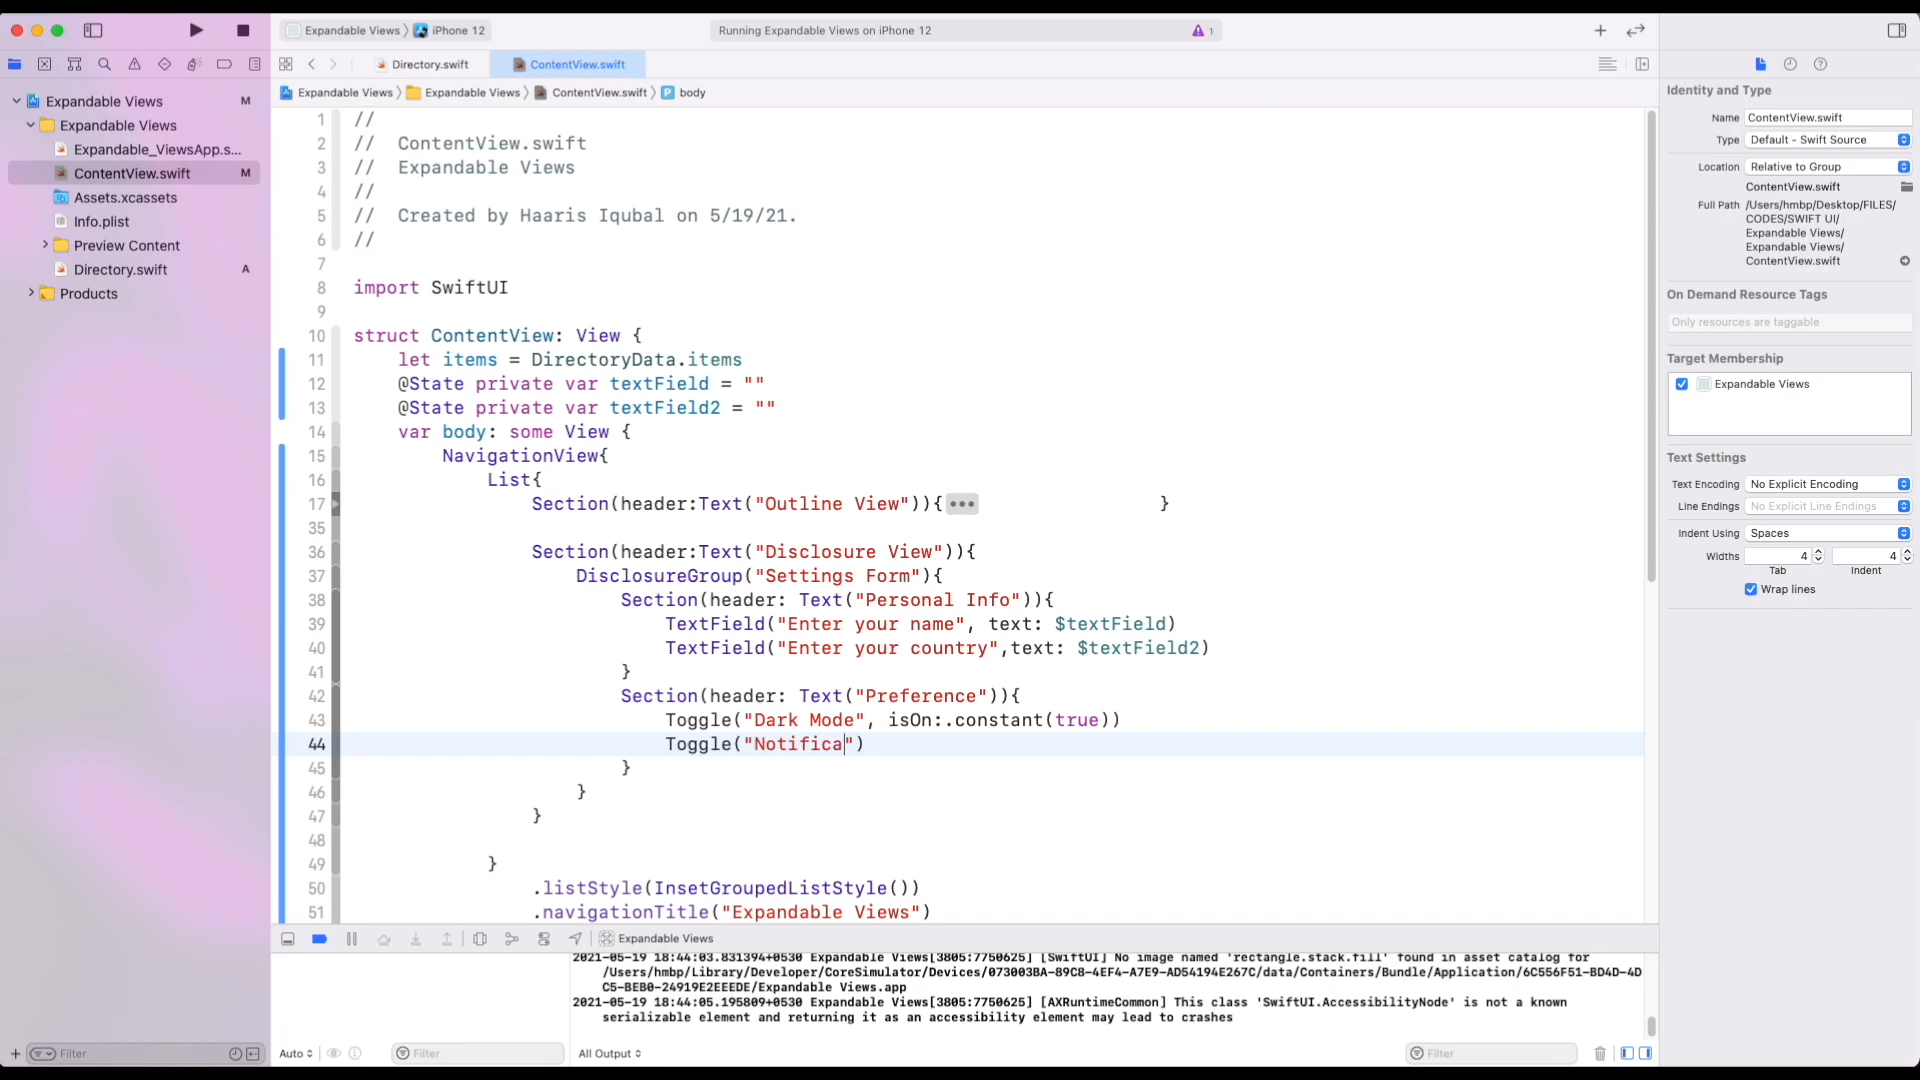 Expandable Views 〉 iPhone 12
Running Expandable Views on iPhone 12
1
Directory.swift
ContentView.swift
Expandable Views 〉 Expandable Views 〉 ContentView.swift 〉 P body
Expandable Views M
Expandable Views
Expandable_ViewsApp.s...
ContentView.swift M
Assets.xcassets
Info.plist
Preview Content
Directory.swift A
Products
1 //
2 //  ContentView.swift
3 //  Expandable Views
4 //
5 //  Created by Haaris Iqubal on 5/19/21.
6 //
7
8 import SwiftUI
9
10 struct ContentView: View {
11     let items = DirectoryData.items
12     @State private var textField = ""
13     @State private var textField2 = ""
14     var body: some View {
15         NavigationView{
16             List{
17                 Section(header:Text("Outline View")){••• }
35
36                 Section(header:Text("Disclosure View")){
37                     DisclosureGroup("Settings Form"){
38                         Section(header: Text("Personal Info")){
39                             TextField("Enter your name", text: $textField)
40                             TextField("Enter your country",text: $textField2)
41                         }
42                         Section(header: Text("Preference")){
43                             Toggle("Dark Mode", isOn:.constant(true))
44                             Toggle("Notifica")
45                         }
46                     }
47                 }
48
49             }
50                 .listStyle(InsetGroupedListStyle())
51                 .navigationTitle("Expandable Views")
Expandable Views
2021-05-19 18:44:03.831394+0530 Expandable Views[3805:7750625] [SwiftUI] No image named 'rectangle.stack.fill' found in asset catalog for
/Users/hmbp/Library/Developer/CoreSimulator/Devices/073003BA-89C8-4EF4-A7E9-AD54194E267C/data/Containers/Bundle/Application/6C556F51-BD4D-4D
C5-BEB0-24919E2EEEDE/Expandable Views.app
2021-05-19 18:44:05.195809+0530 Expandable Views[3805:7750625] [AXRuntimeCommon] This class 'SwiftUI.AccessibilityNode' is not a known
serializable element and returning it as an accessibility element may lead to crashes
Filter
Auto
Filter
All Output
Filter
Identity and Type
Name ContentView.swift
Type Default - Swift Source
Location Relative to Group
ContentView.swift
Full Path /Users/hmbp/Desktop/FILES/
CODES/SWIFT UI/
Expandable Views/
Expandable Views/
ContentView.swift
On Demand Resource Tags
Only resources are taggable
Target Membership
Expandable Views
Text Settings
Text Encoding No Explicit Encoding
Line Endings No Explicit Line Endings
Indent Using Spaces
Widths 4 4
Tab Indent
Wrap lines